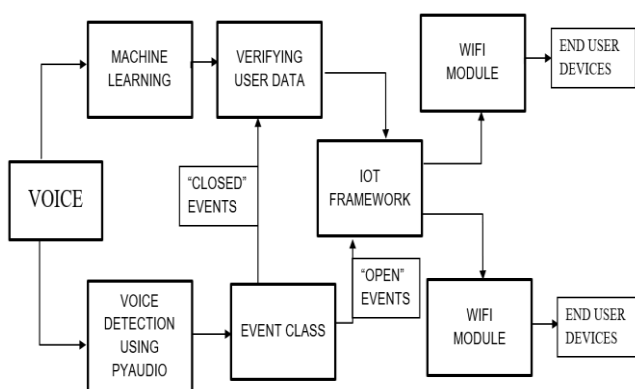 MACHINE
LEARNING
VERIFYING
USER DATA
WIFI
MODULE
END USER
DEVICES
VOICE
“CLOSED”
EVENTS
IOT
FRAMEWORK
VOICE
DETECTION
USING
PYAUDIO
EVENT CLASS
“OPEN”
EVENTS
WIFI
MODULE
END USER
DEVICES